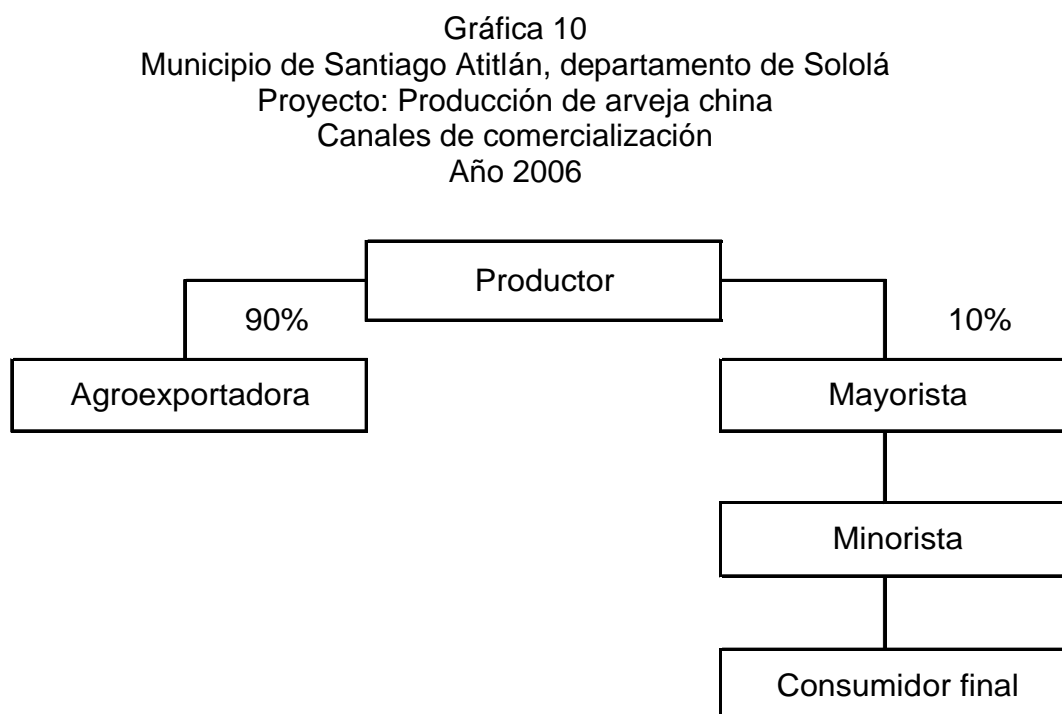 Gráfica 10
Municipio de Santiago Atitlán, departamento de Sololá
Proyecto: Producción de arveja china
Canales de comercialización
Año 2006
Productor
90%
10%
Agroexportadora
Mayorista
Minorista
Consumidor final